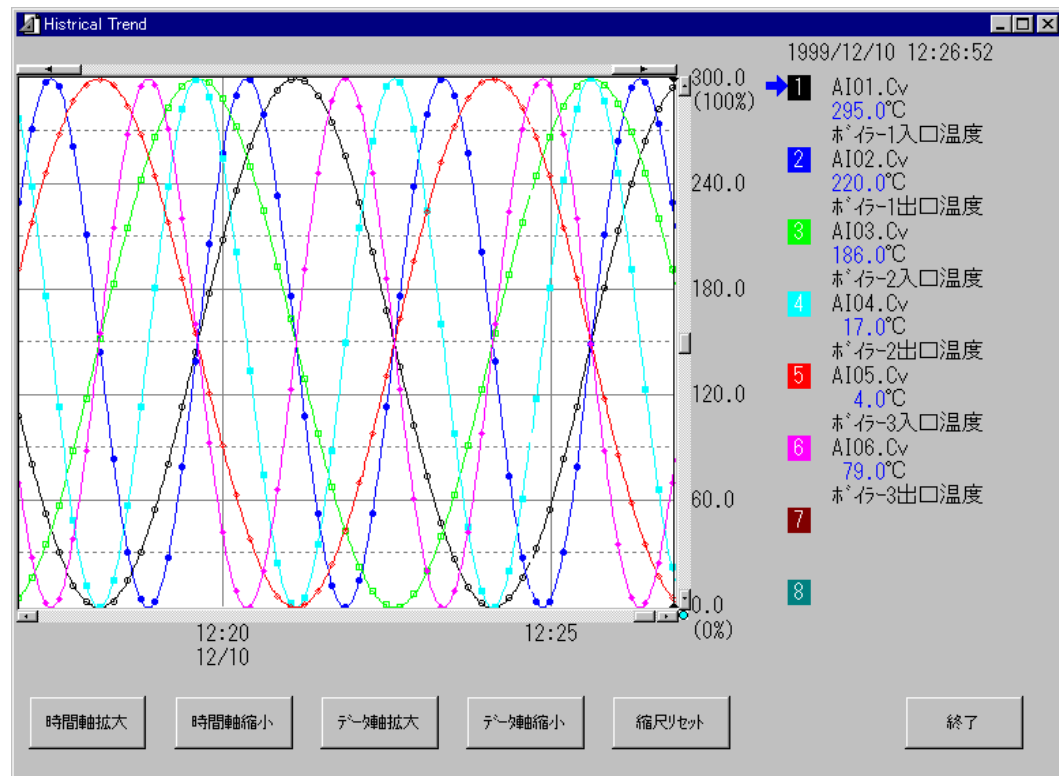 Histrical Trend
1999/12/10 12:26:52
300.0
(100%)
240.0
180.0
120.0
60.0
0.0
(0%)
12:20
12/10
12:25
1 AI01.Cv
295.0℃
ﾎﾞｲﾗｰ1入口温度
2 AI02.Cv
220.0℃
ﾎﾞｲﾗｰ1出口温度
3 AI03.Cv
186.0℃
ﾎﾞｲﾗｰ2入口温度
4 AI04.Cv
17.0℃
ﾎﾞｲﾗｰ2出口温度
5 AI05.Cv
4.0℃
ﾎﾞｲﾗｰ3入口温度
6 AI06.Cv
79.0℃
ﾎﾞｲﾗｰ3出口温度
7
8
時間軸拡大
時間軸縮小
ﾃﾞｰﾀ軸拡大
ﾃﾞｰﾀ軸縮小
縮尺ﾘｾｯﾄ
終了